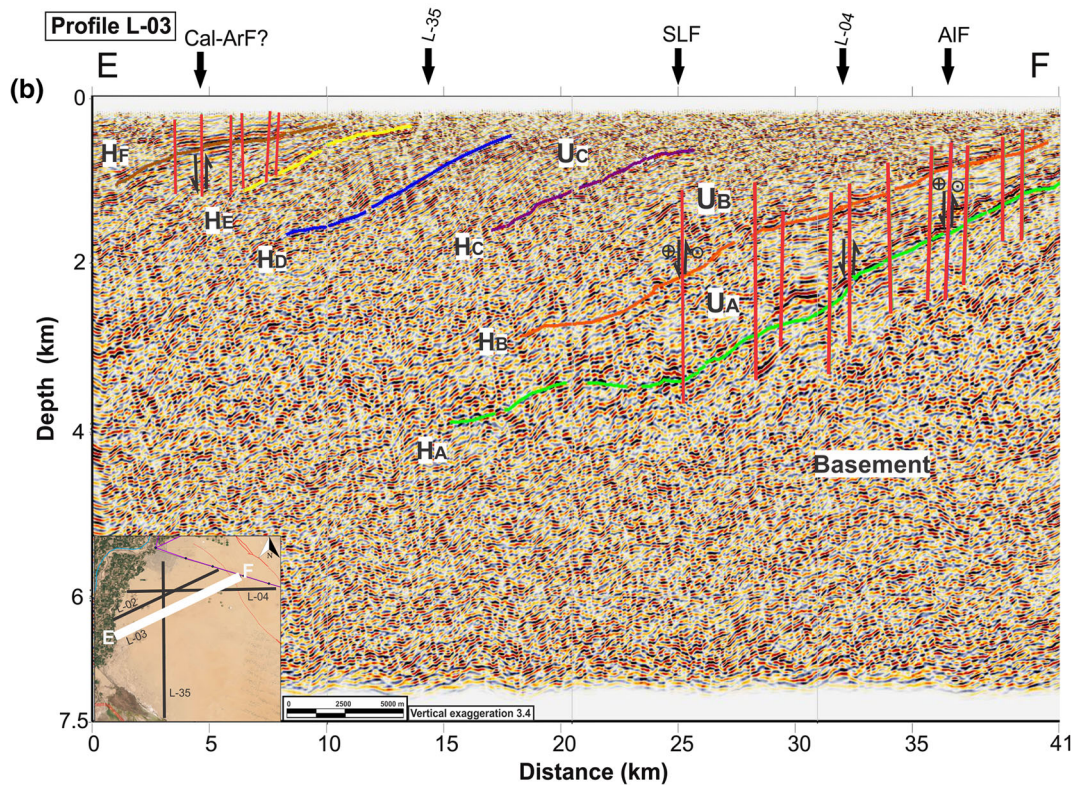 Profile L-03
Cal-ArF?
L-35
SLF
L-04
AlF
E
F
(b)
0
2
4
6
7.5
Depth (km)
HF
HE
HD
HC
HB
HA
UC
UB
UA
Basement
N
F
L-02
L-04
E
L-03
L-35
0 2500 5000 m
Vertical exaggeration 3.4
0 5 10 15 20 25 30 35 41
Distance (km)